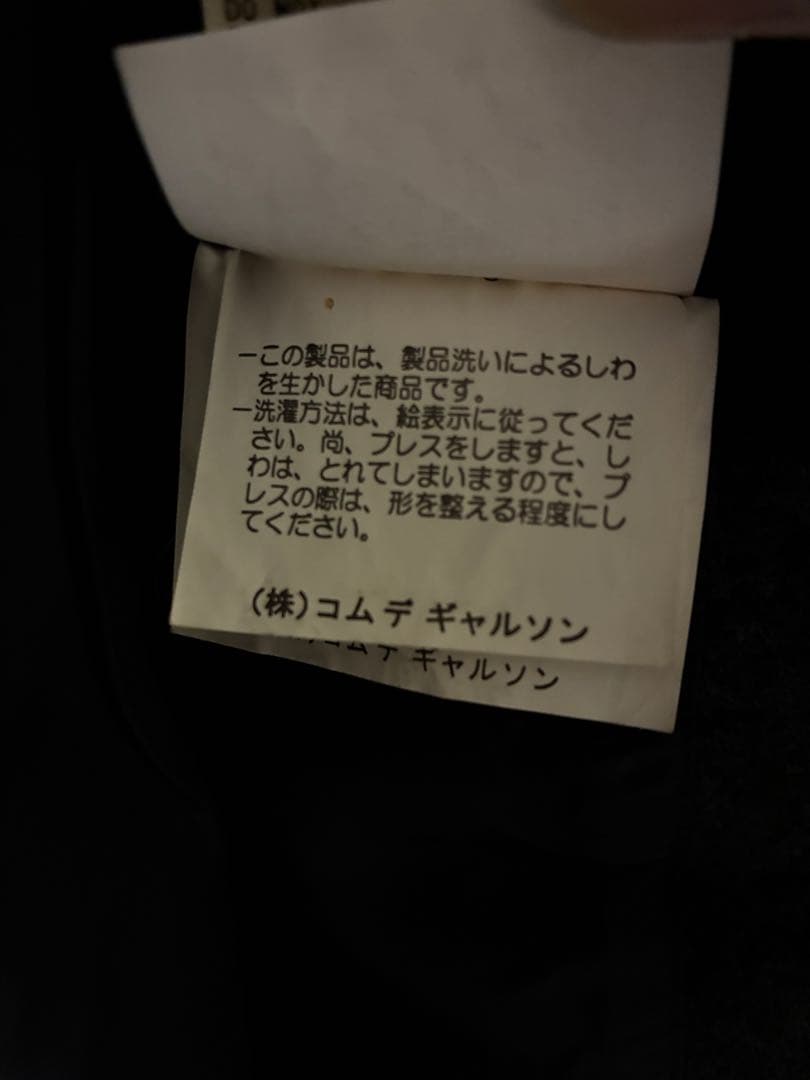 DO
ーこの製品は、製品洗いによるしわ
を生かした商品です。
ー洗濯方法は、絵表示に従ってくだ
さい。尚、プレスをしますと、し
わは、とれてしまいますので、プ
レスの際は、形を整える程度にし
てください。
(株)コム デ ギャルソン
コム デ ギャルソン